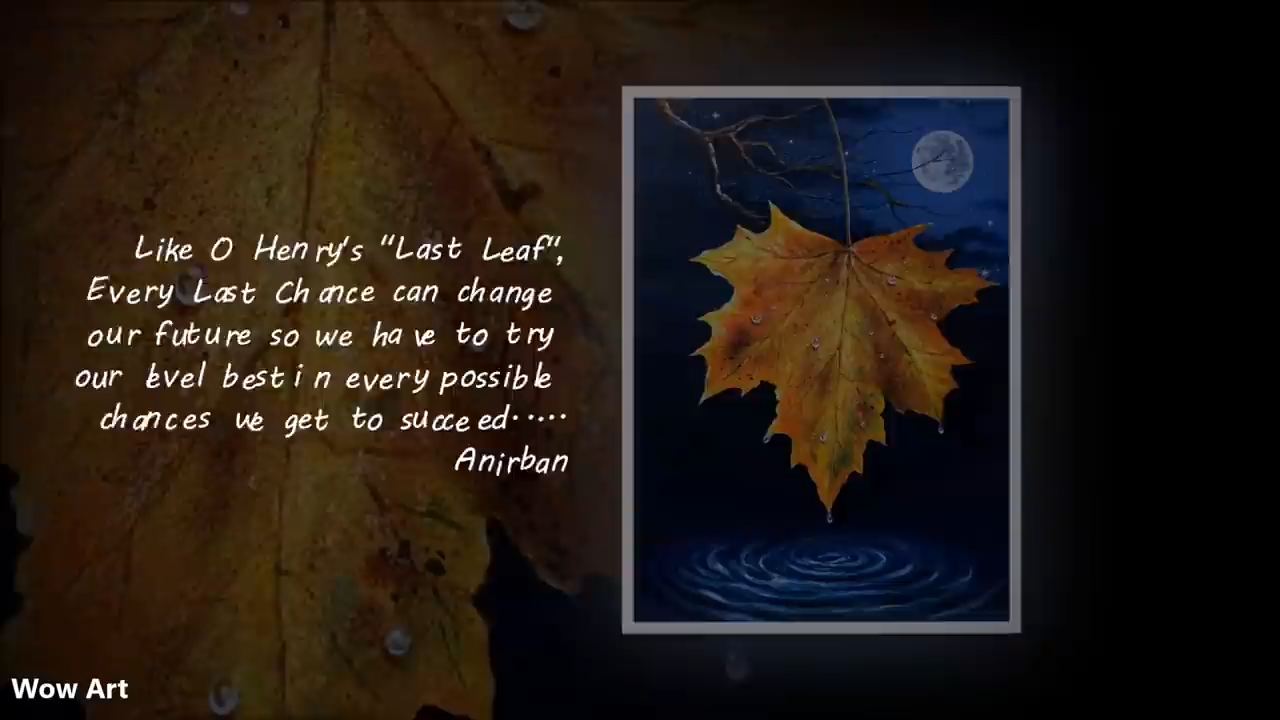 Like O Henry's "Last Leaf",
Every Last Chance can change
our future so we have to try
our level best in every possible
chances we get to succeed.....
Anirban
Wow Art